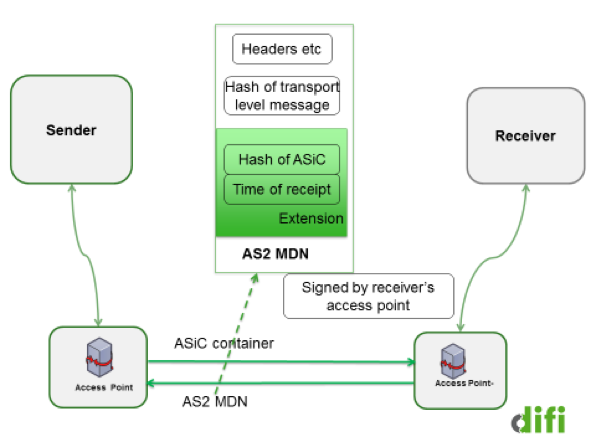 Headers etc
Hash of transport
level message
Sender
Receiver
Hash of ASiC
Time of receipt
Extension
AS2 MDN
Signed by receiver's
access point
ASiC container
Access Point
Access Point-
AS2 MDN
difi